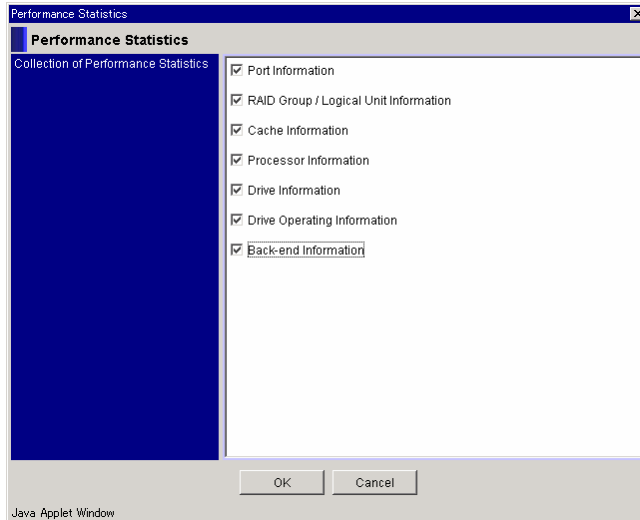 Performance Statistics
Performance Statistics
Collection of Performance Statistics
Port Information
RAID Group / Logical Unit Information
Cache Information
Processor Information
Drive Information
Drive Operating Information
Back-end Information
OK
Cancel
Java Applet Window